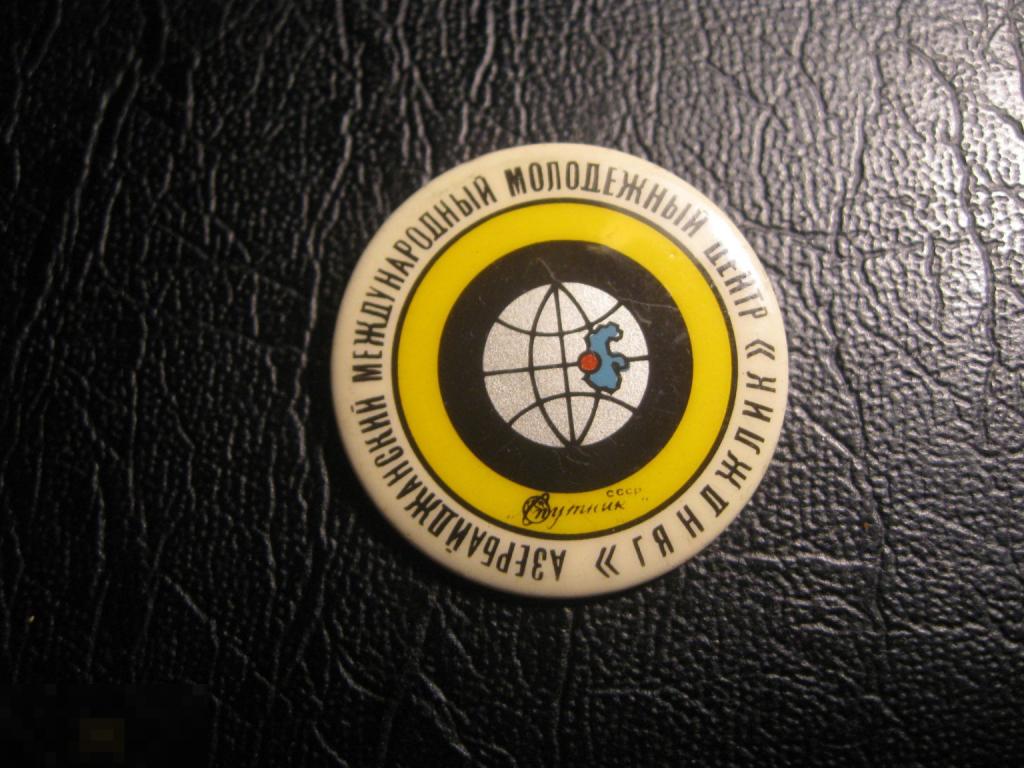 АЗЕРБАЙДЖАНСКИЙ МЕЖДУНАРОДНЫЙ МОЛОДЕЖНЫЙ ЦЕНТР «ГЯНДЖЛИК»
СССР
„Спутник"